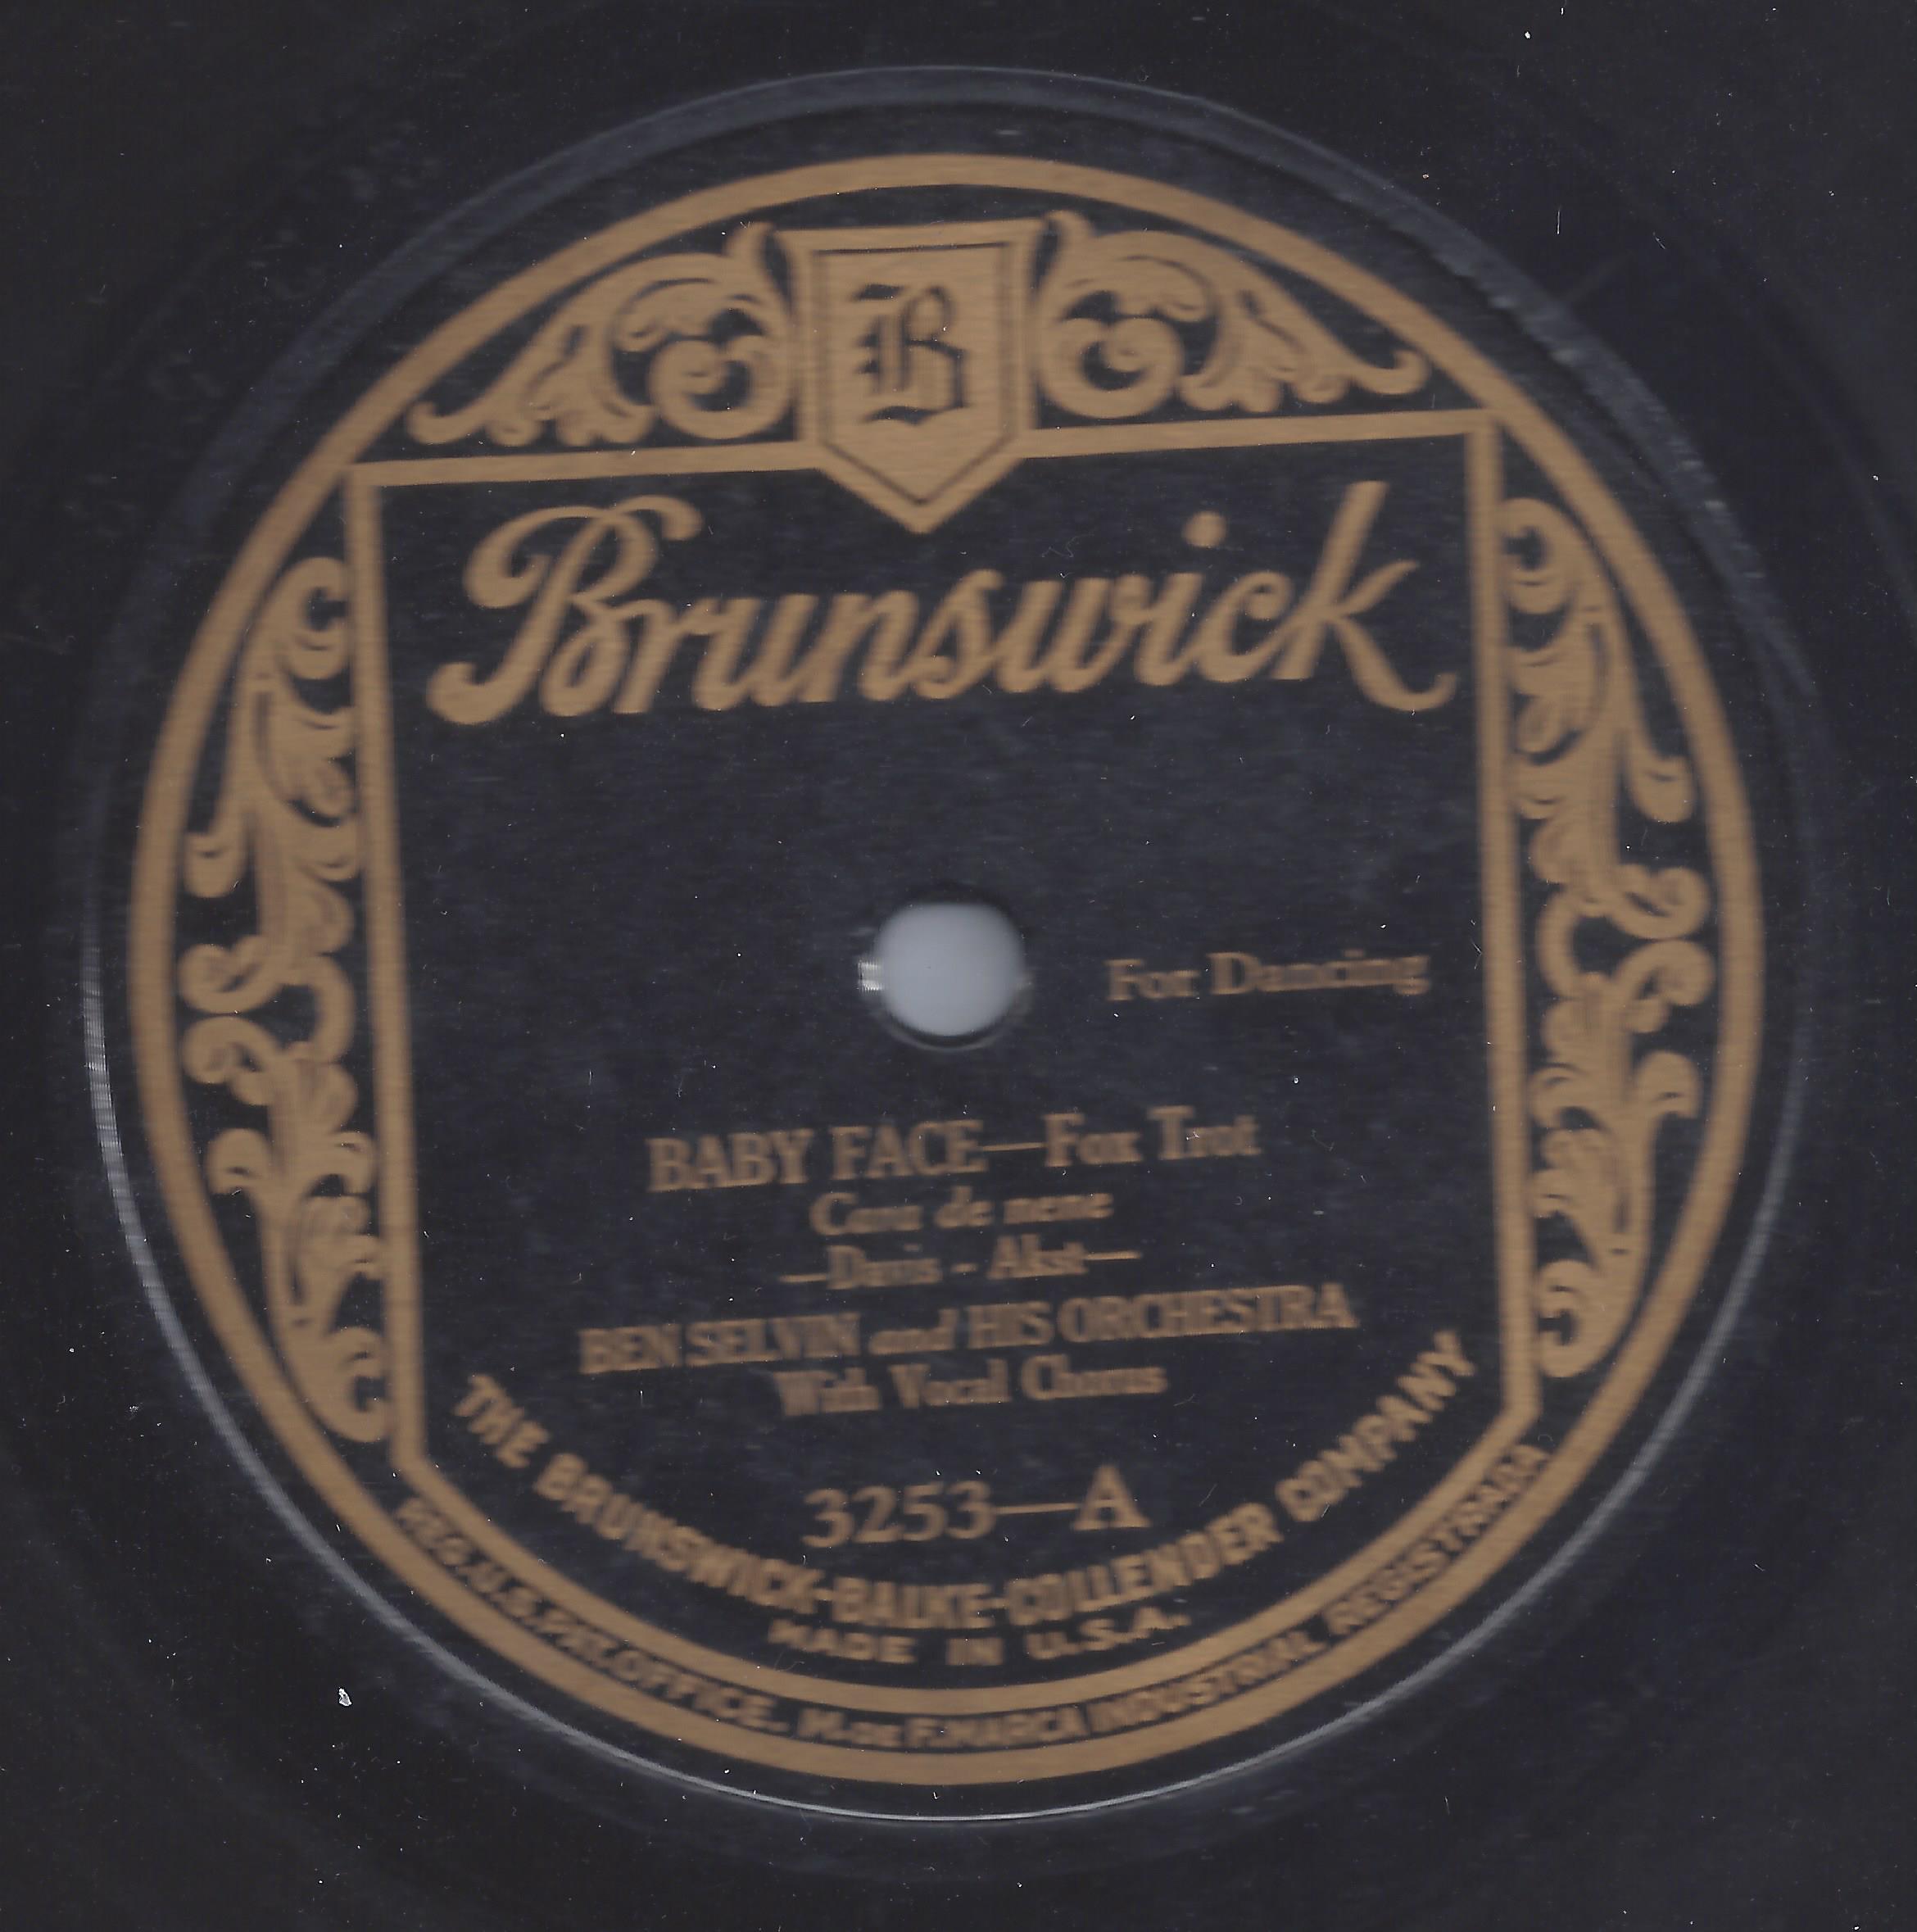 B
Brunswick
For Dancing
BABY FACE—Fox Trot
Cara de nene
—Davis - Akst—
BEN SELVIN and HIS ORCHESTRA
With Vocal Chorus
3253—A
THE BRUNSWICK-BALKE-COLLENDER COMPANY
MADE IN U.S.A.
REG. U.S. PAT. OFFICE. M. DE F. MARCA INDUSTRIAL REGISTRADA